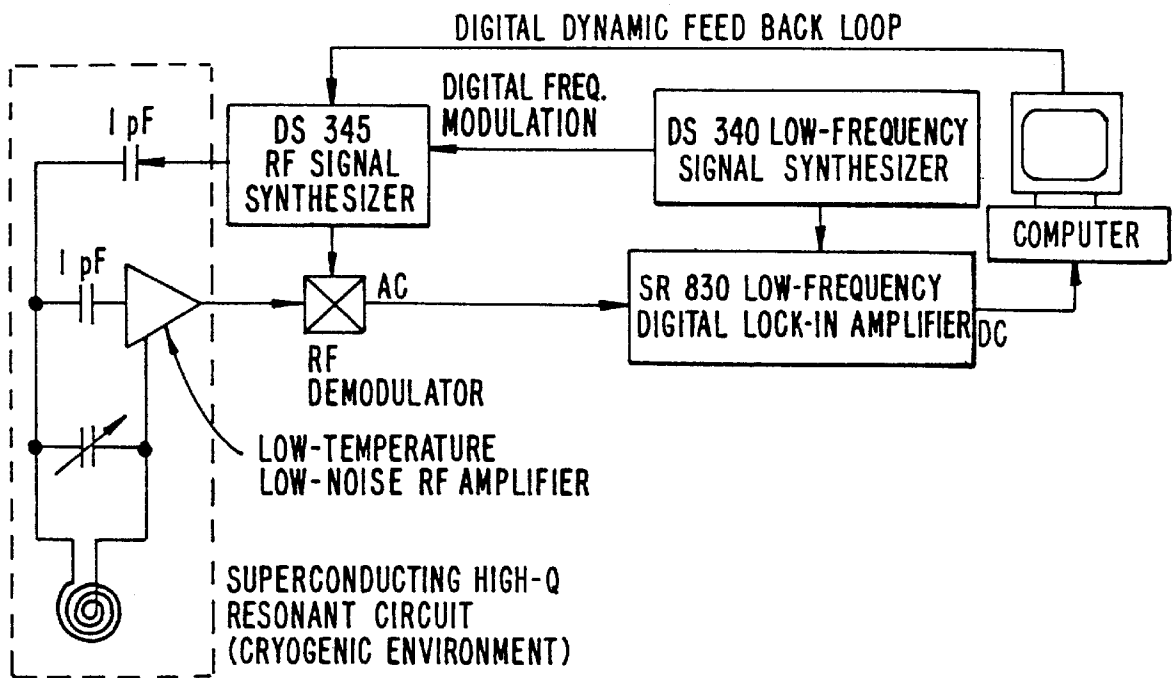 DIGITAL DYNAMIC FEED BACK LOOP
1 pF
DS 345
RF SIGNAL
SYNTHESIZER
DIGITAL FREQ.
MODULATION
DS 340 LOW-FREQUENCY
SIGNAL SYNTHESIZER
COMPUTER
1 pF
AC
SR 830 LOW-FREQUENCY
DIGITAL LOCK-IN AMPLIFIER
DC
RF
DEMODULATOR
LOW-TEMPERATURE
LOW-NOISE RF AMPLIFIER
SUPERCONDUCTING HIGH-Q
RESONANT CIRCUIT
(CRYOGENIC ENVIRONMENT)